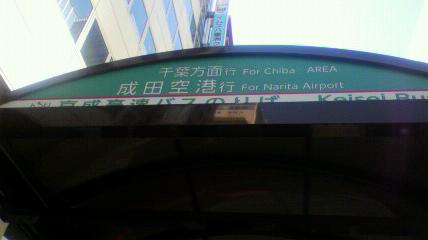 千葉方面行 For Chiba AREA
成田空港行 For Narita Airport
京成高速バスのりば Keisei Bu